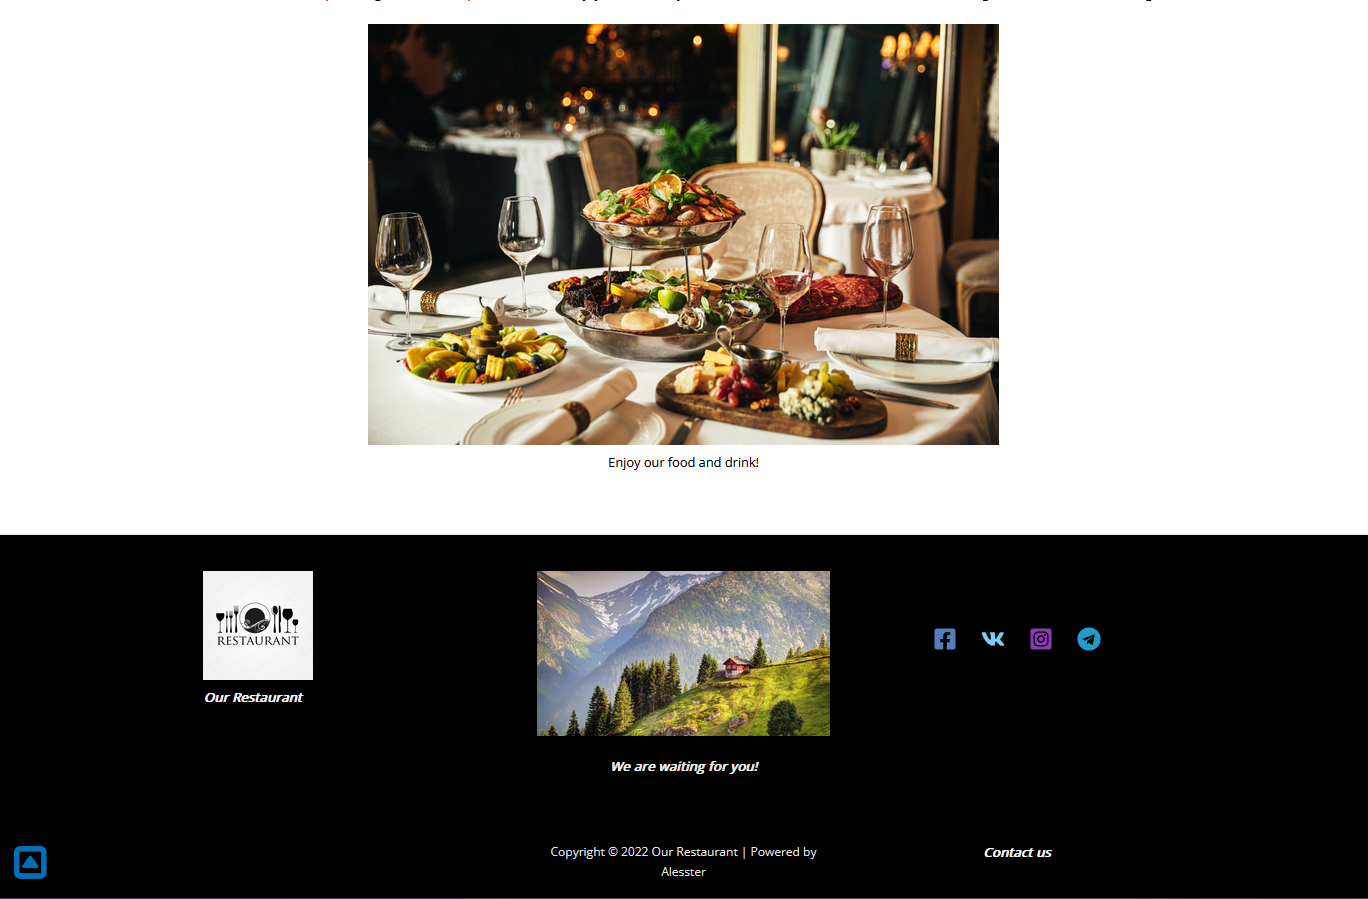 Enjoy our food and drink!
RESTAURANT
Our Restaurant
We are waiting for you!
Copyright © 2022 Our Restaurant | Powered by
Alesster
Contact us